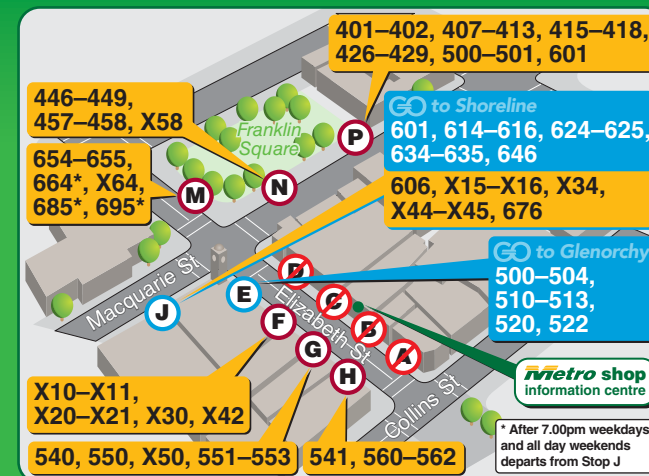 401–402, 407–413, 415–418,
426–429, 500–501, 601
446–449,
457–458, X58
GO to Shoreline
601, 614–616, 624–625,
634–635, 646
Franklin
Square
P
654–655,
664*, X64,
685*, 695*
M
N
606, X15–X16, X34,
X44–X45, 676
GO to Glenorchy
500–504,
510–513,
520, 522
Macquarie St
J
E
D
C
B
A
Elizabeth St
F
G
H
Collins St
Metro shop
information centre
X10–X11,
X20–X21, X30, X42
540, 550, X50, 551–553
541, 560–562
* After 7.00pm weekdays
and all day weekends
departs from Stop J